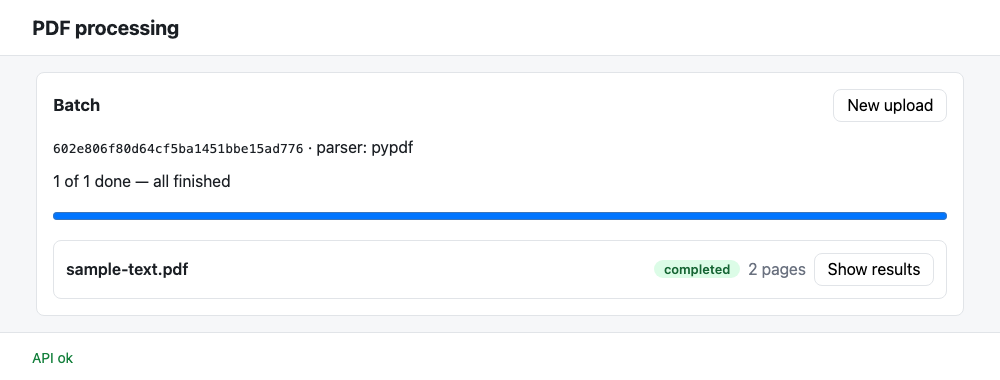 PDF processing
Batch
New upload
602e806f80d64cf5ba1451bbe15ad776 · parser: pypdf
1 of 1 done — all finished
sample-text.pdf
completed
2 pages
Show results
API ok